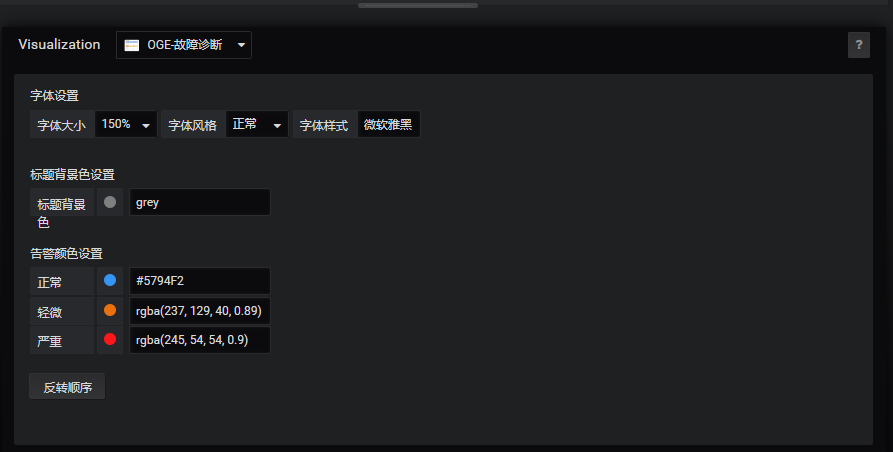 Visualization OGE-故障诊断 ?
字体设置
字体大小 150% 字体风格 正常 字体样式 微软雅黑
标题背景色设置
标题背景 grey
色
告警颜色设置
正常 #5794F2
轻微 rgba(237, 129, 40, 0.89)
严重 rgba(245, 54, 54, 0.9)
反转顺序